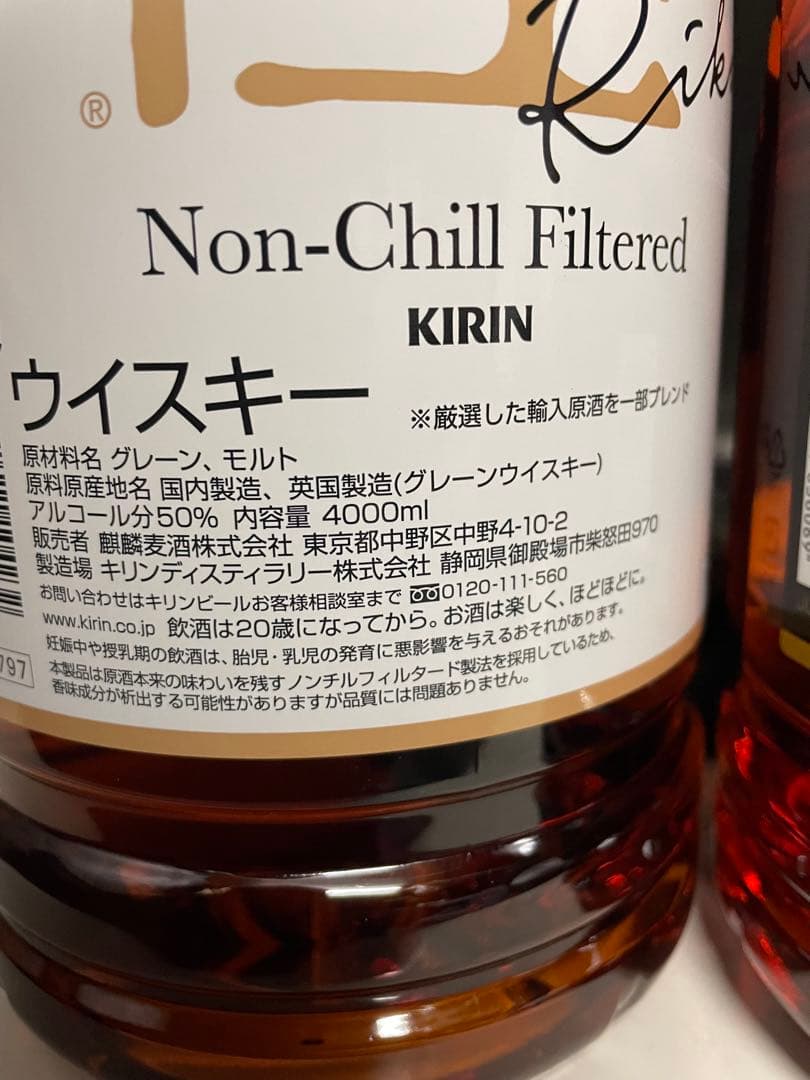 ®
Rik
Non-Chill Filtered
KIRIN
ウイスキー
※厳選した輸入原酒を一部ブレンド
原材料名 グレーン、モルト
原料原産地名 国内製造、英国製造(グレーンウイスキー)
アルコール分50% 内容量 4000ml
販売者 麒麟麦酒株式会社 東京都中野区中野4-10-2
製造場 キリンディスティラリー株式会社 静岡県御殿場市柴怒田970
お問い合わせはキリンビールお客様相談室まで 0120-111-560
www.kirin.co.jp 飲酒は20歳になってから。お酒は楽しく、ほどほどに。
妊娠中や授乳期の飲酒は、胎児・乳児の発育に悪影響を与えるおそれがあります。
本製品は原酒本来の味わいを残すノンチルフィルタード製法を採用しているため、
香味成分が析出する可能性がありますが品質には問題ありません。
797